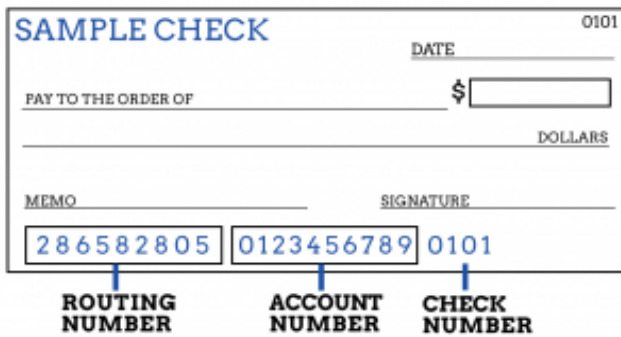 SAMPLE CHECK
0101
DATE
PAY TO THE ORDER OF
$
DOLLARS
MEMO
SIGNATURE
286582805 0123456789 0101
ROUTING NUMBER
ACCOUNT NUMBER
CHECK NUMBER